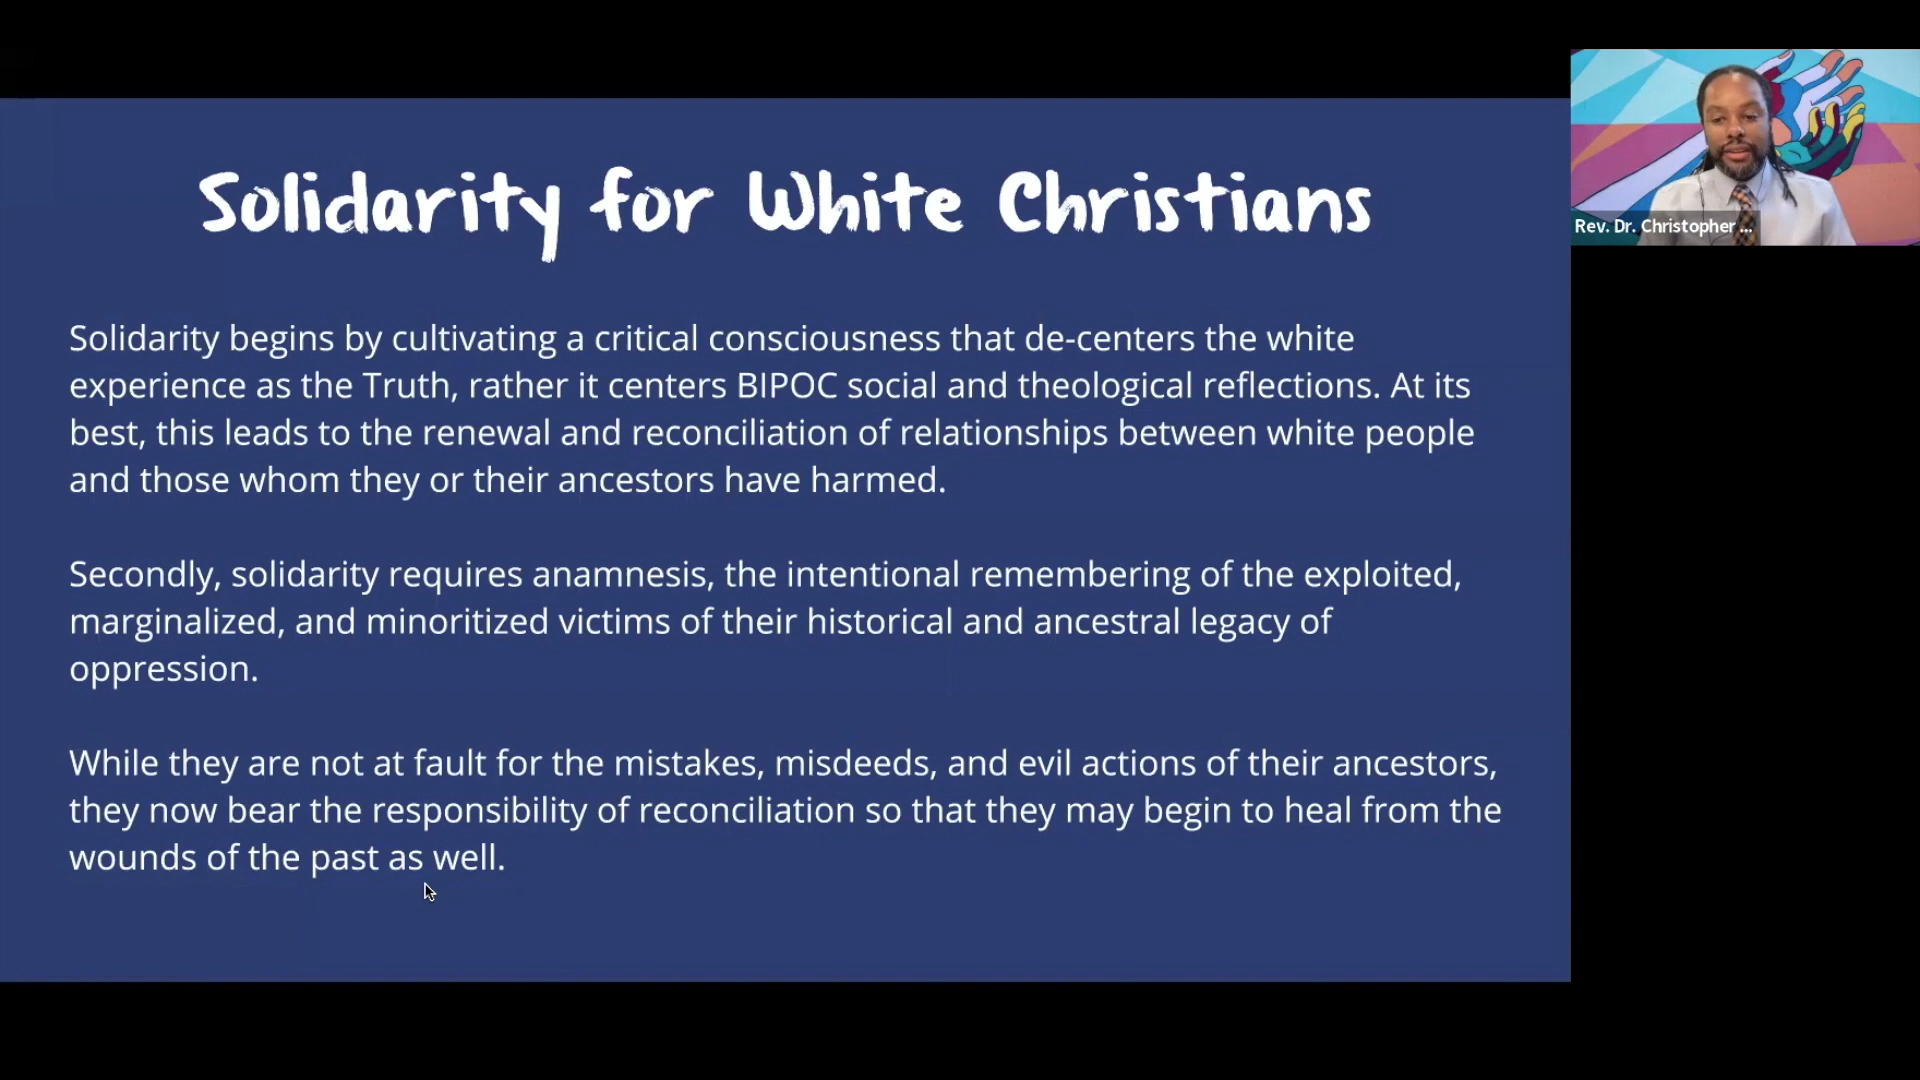 Solidarity for White Christians
Solidarity begins by cultivating a critical consciousness that de-centers the white
experience as the Truth, rather it centers BIPOC social and theological reflections. At its
best, this leads to the renewal and reconciliation of relationships between white people
and those whom they or their ancestors have harmed.
Secondly, solidarity requires anamnesis, the intentional remembering of the exploited,
marginalized, and minoritized victims of their historical and ancestral legacy of
oppression.
While they are not at fault for the mistakes, misdeeds, and evil actions of their ancestors,
they now bear the responsibility of reconciliation so that they may begin to heal from the
wounds of the past as well.
Rev. Dr. Christopher ...